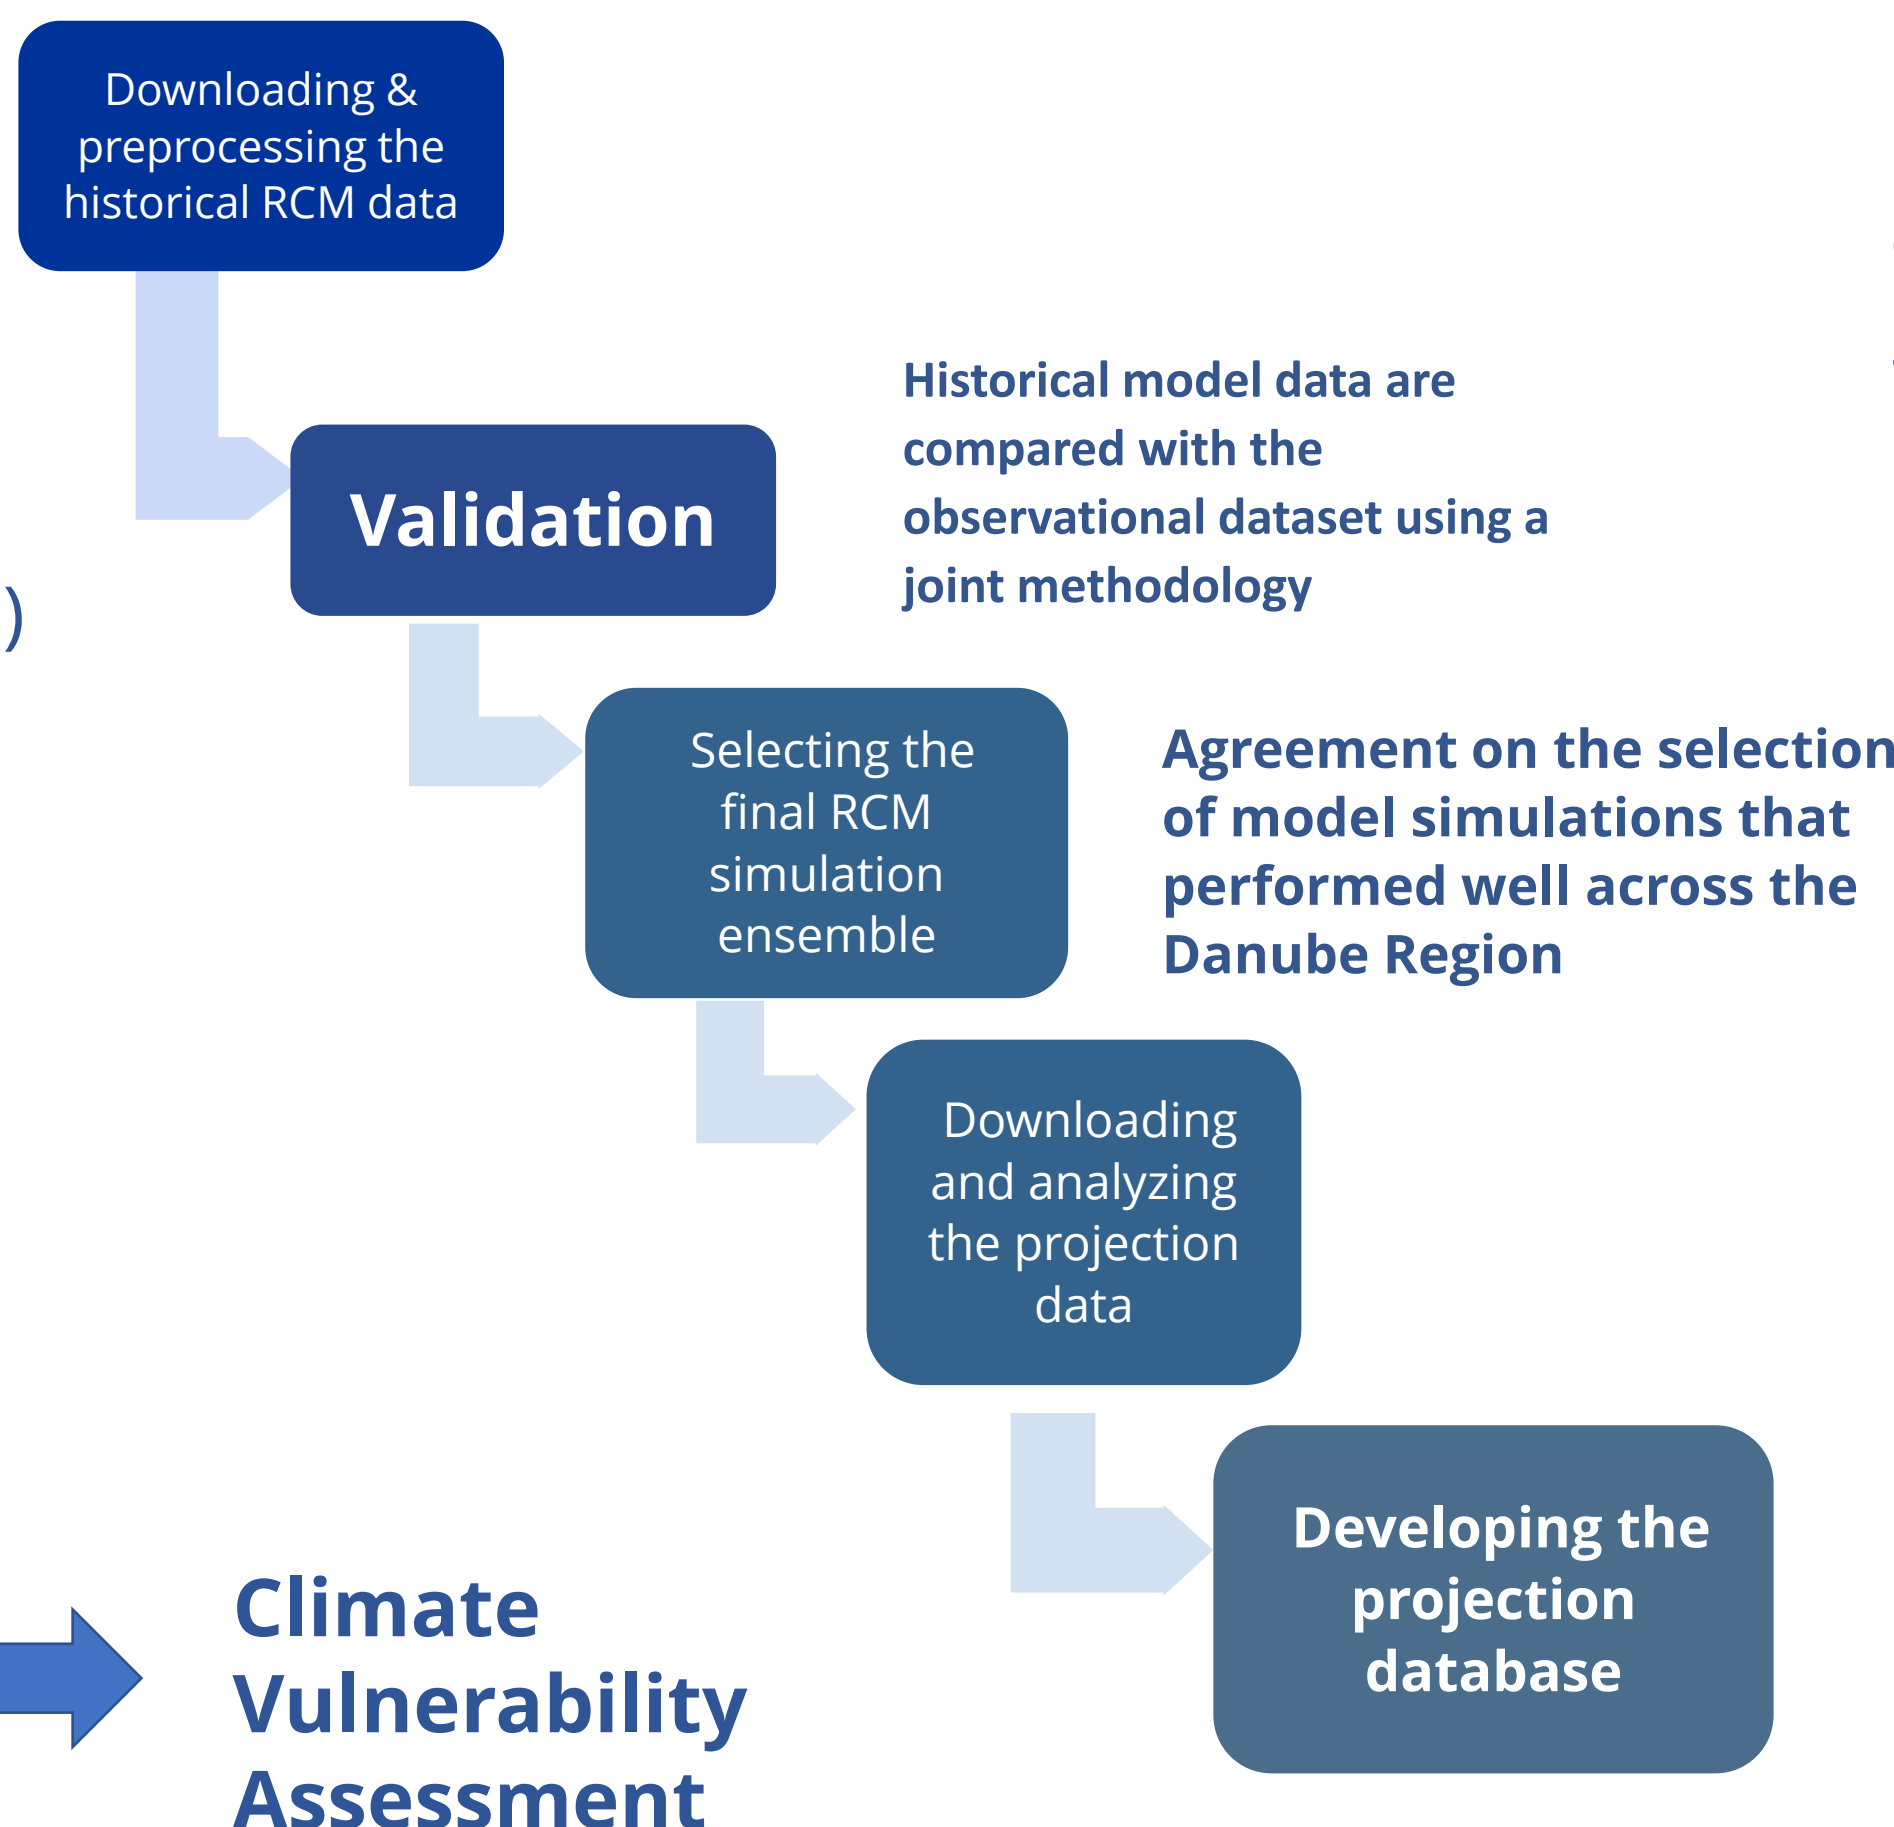 Downloading &
preprocessing the
historical RCM data
Historical model data are
compared with the
observational dataset using a
joint methodology
Validation
)
Selecting the
final RCM
simulation
ensemble
Agreement on the selection
of model simulations that
performed well across the
Danube Region
Downloading
and analyzing
the projection
data
Developing the
projection
database
Climate
Vulnerability
Assessment